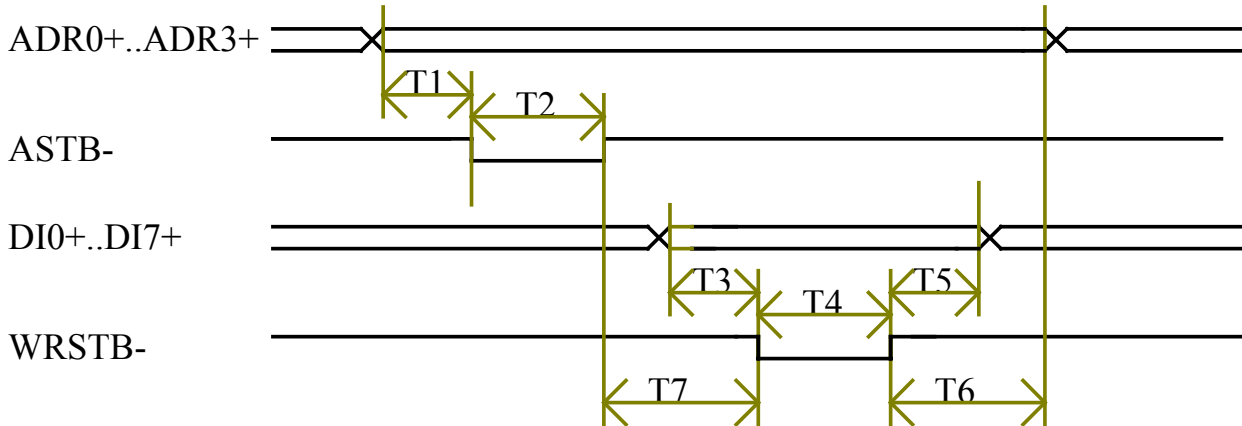 ADR0+..ADR3+
T1
T2
ASTB-
DI0+..DI7+
T3
T4
T5
WRSTB-
T7
T6